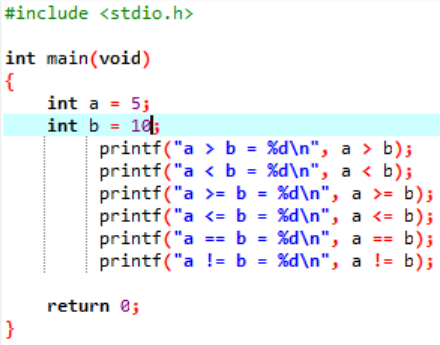 #include <stdio.h>
int main(void)
{
int a = 5;
int b = 10;
printf("a > b = %d\n", a > b);
printf("a < b = %d\n", a < b);
printf("a >= b = %d\n", a >= b);
printf("a <= b = %d\n", a <= b);
printf("a == b = %d\n", a == b);
printf("a != b = %d\n", a != b);
return 0;
}